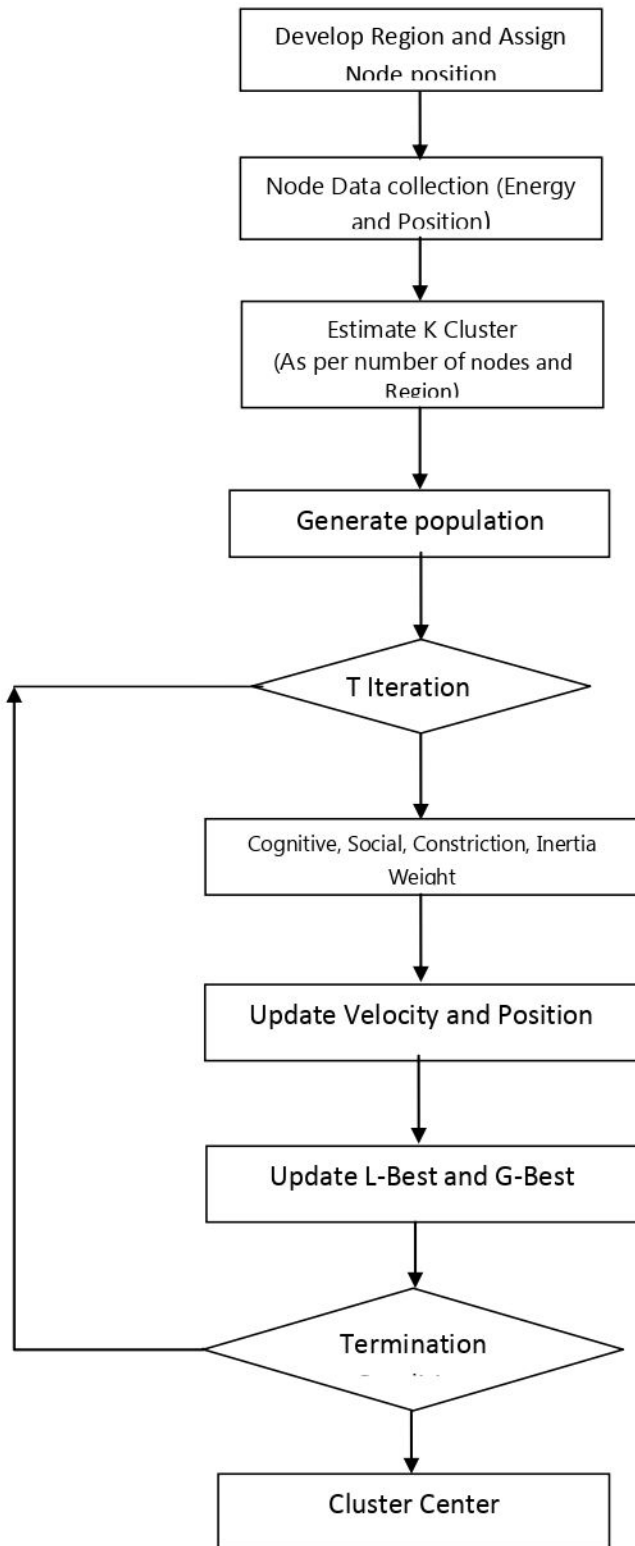 Develop Region and Assign
Node position
Node Data collection (Energy
and Position)
Estimate K Cluster
(As per number of nodes and
Region)
Generate population
T Iteration
Cognitive, Social, Constriction, Inertia
Weight
Update Velocity and Position
Update L-Best and G-Best
Termination
Cluster Center